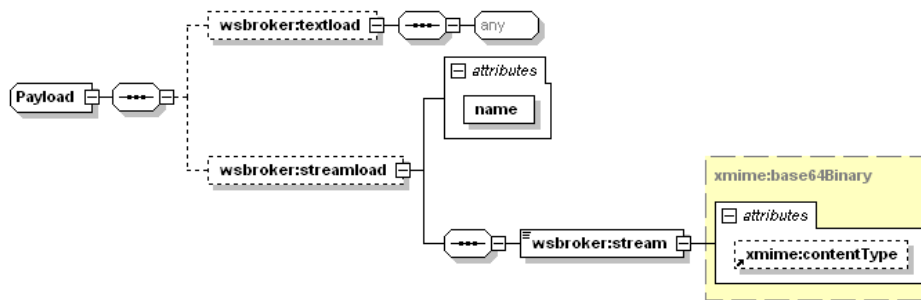 wsbroker:textload
any
attributes
Payload
name
wsbroker:streamload
xmime:base64Binary
attributes
wsbroker:stream
xmime:contentType